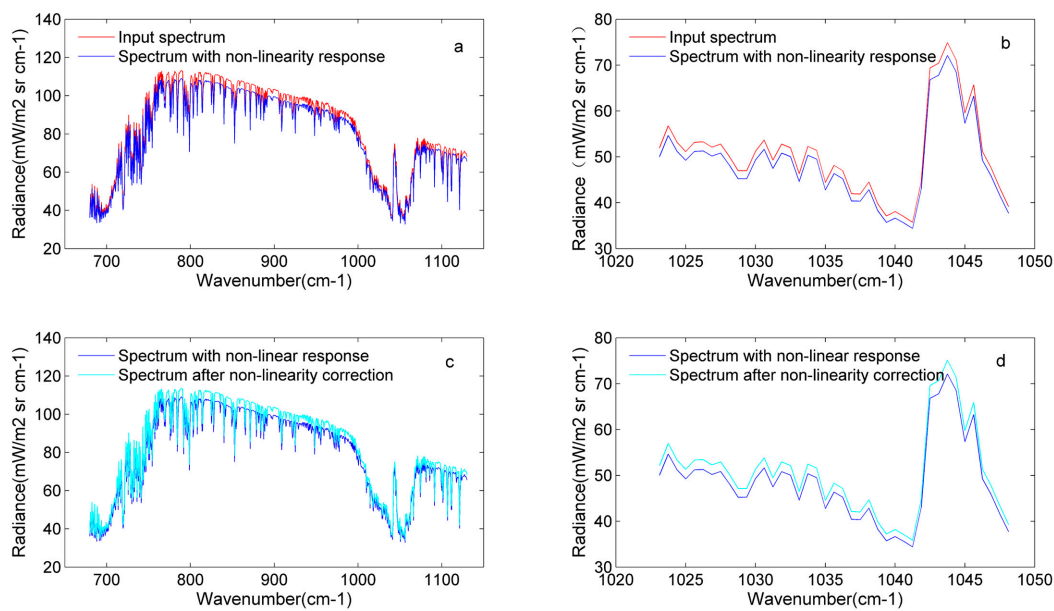 140
120
100
80
60
40
20
Radiance(mW/m2 sr cm-1)
Input spectrum
Spectrum with non-linearity response
a
700
800
900
1000
1100
Wavenumber(cm-1)
80
70
60
50
40
30
Radiance（mW/m2 sr cm-1）
Input spectrum
Spectrum with non-linearity response
b
1020
1025
1030
1035
1040
1045
1050
Wavenumber(cm-1)
140
120
100
80
60
40
20
Radiance(mW/m2 sr cm-1)
Spectrum with non-linear response
Spectrum after non-linearity correction
c
700
800
900
1000
1100
Wavenumber(cm-1)
80
70
60
50
40
30
Radiance(mW/m2 sr cm-1)
Spectrum with non-linear response
Spectrum after non-linearity correction
d
1020
1025
1030
1035
1040
1045
1050
Wavenumber(cm-1)